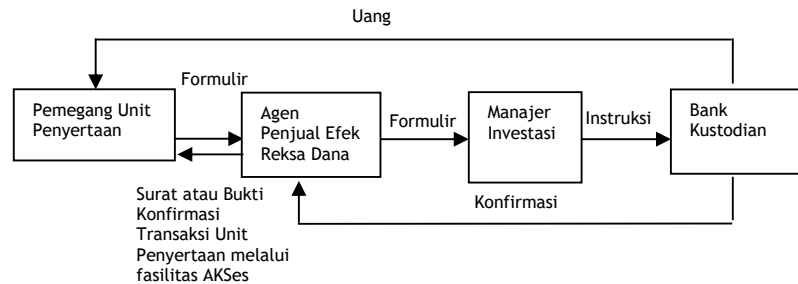 Uang
Formulir
Pemegang Unit
Penyertaan
Agen
Penjual Efek
Reksa Dana
Formulir
Manajer
Investasi
Instruksi
Bank
Kustodian
Surat atau Bukti
Konfirmasi
Transaksi Unit
Penyertaan melalui
fasilitas AKSes
Konfirmasi